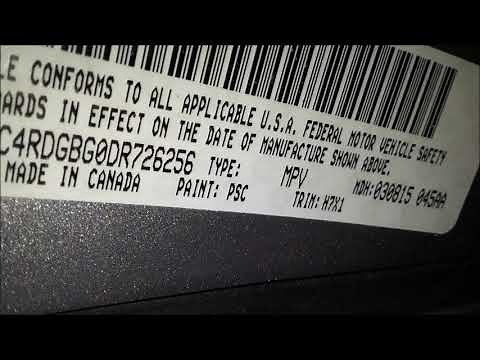 LE CONFORMS TO ALL APPLICABLE U.S.A. FEDERAL MOTOR VEHICLE SAFETY
ARDS IN EFFECT ON THE DATE OF MANUFACTURE SHOWN ABOVE.
C4RDGBG0DR726256 TYPE: MPV MDH:030815 045AA
MADE IN CANADA PAINT: PSC TRIM: H7X1